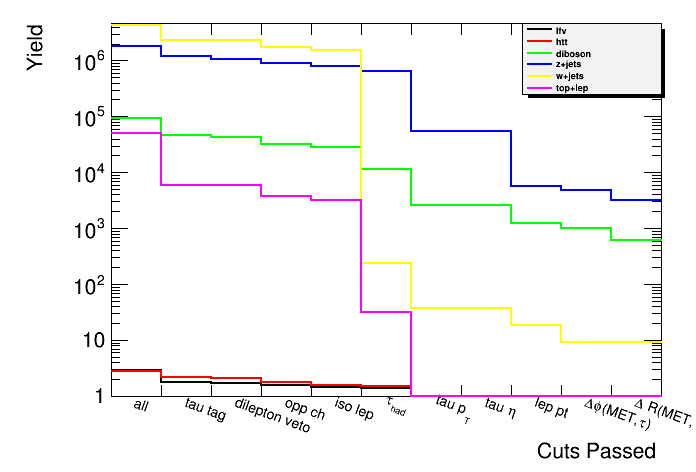 Yield
lfv
htt
diboson
z+jets
w+jets
top+lep
10^6
10^5
10^4
10^3
10^2
10
1
all
tau tag
dilepton veto
opp ch
iso lep
τ_had
tau p_T
tau η
lep pt
Δϕ(MET,τ)
Δ R(MET,
Cuts Passed